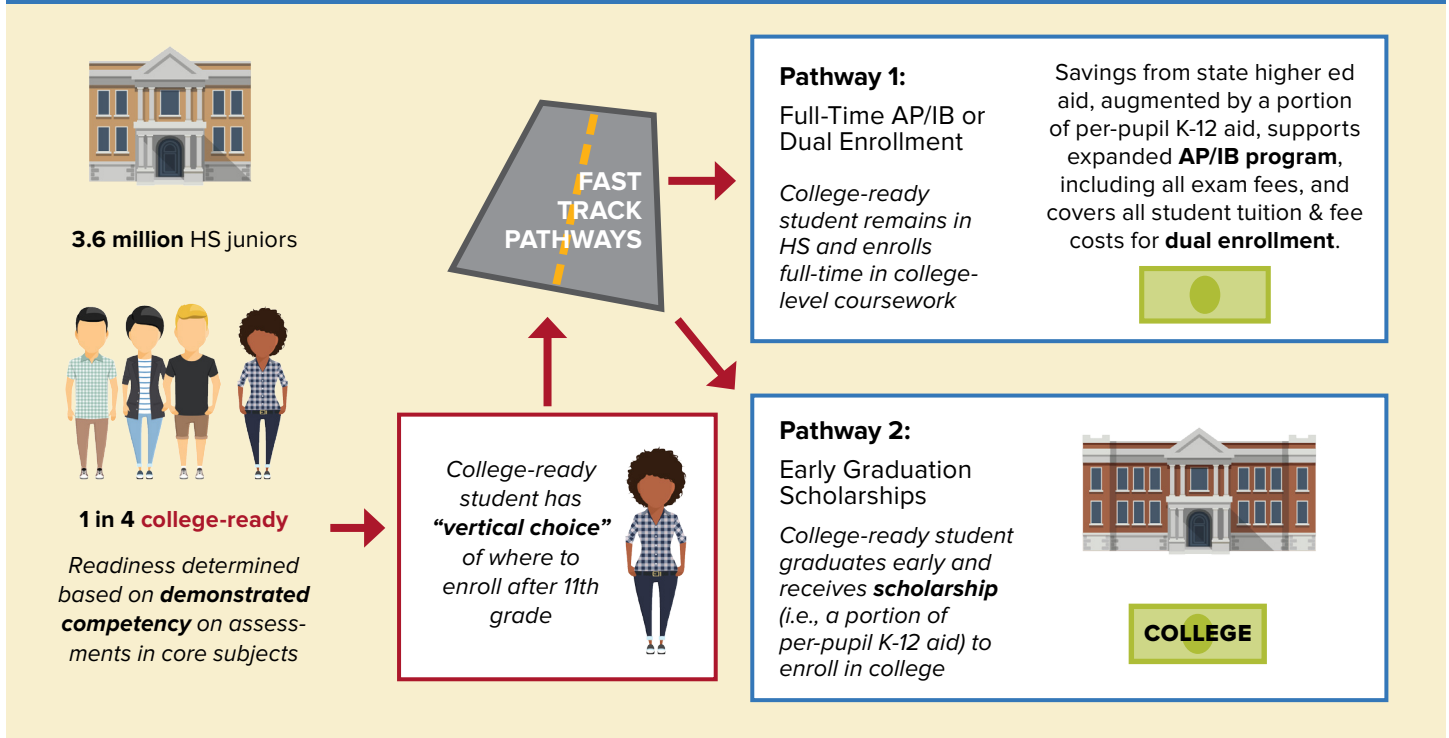 3.6 million HS juniors
1 in 4 college-ready
Readiness determined
based on demonstrated
competency on assess-
ments in core subjects
College-ready
student has
“vertical choice”
of where to
enroll after 11th
grade
FAST
TRACK
PATHWAYS
Pathway 1:
Full-Time AP/IB or
Dual Enrollment
College-ready
student remains in
HS and enrolls
full-time in college-
level coursework
Savings from state higher ed
aid, augmented by a portion
of per-pupil K-12 aid, supports
expanded AP/IB program,
including all exam fees, and
covers all student tuition & fee
costs for dual enrollment.
Pathway 2:
Early Graduation
Scholarships
College-ready student
graduates early and
receives scholarship
(i.e., a portion of
per-pupil K-12 aid) to
enroll in college
COLLEGE